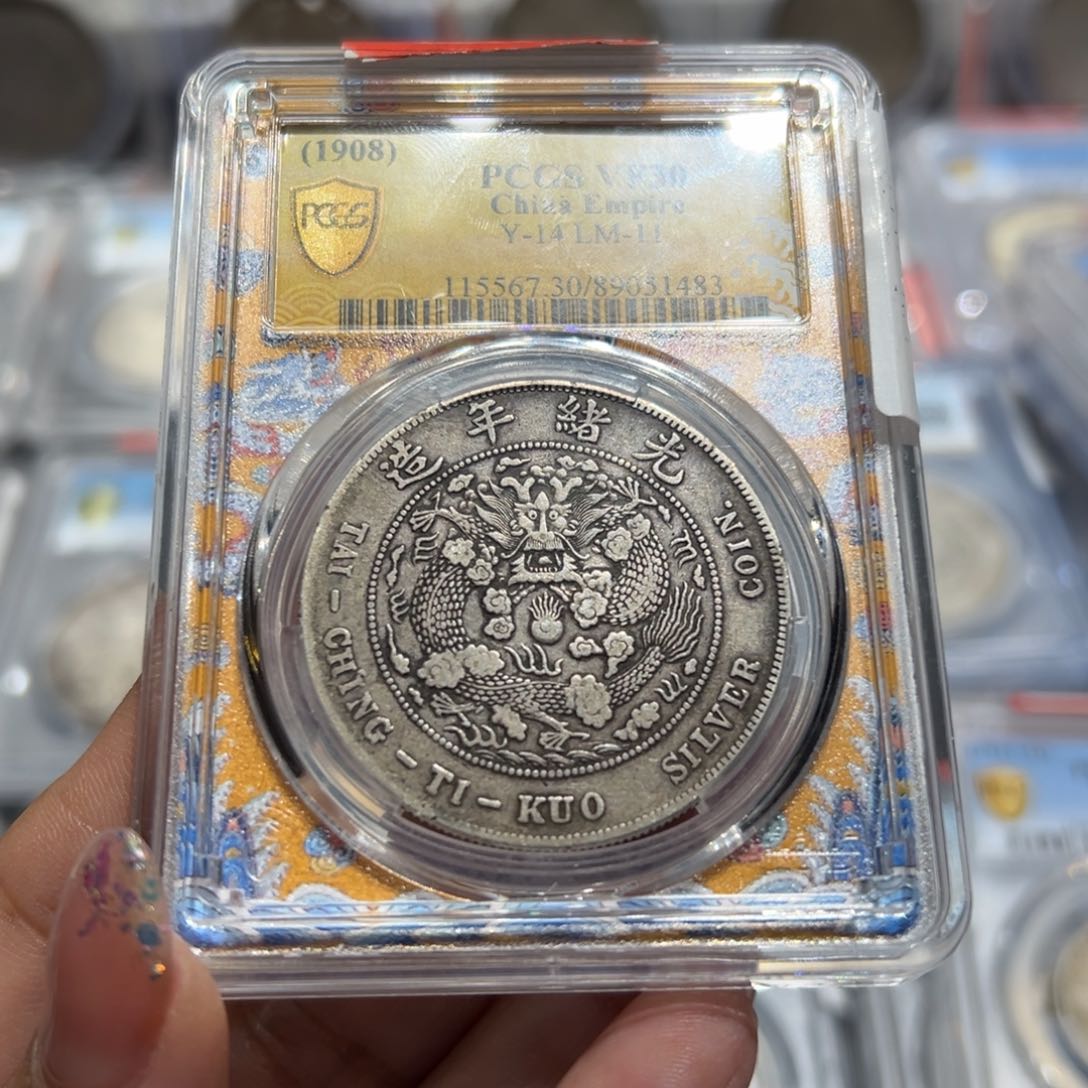 (1908)
PCGS VF30
China Empire
Y-14 LM-11
115567.30/89051483
PCGS
光緒年造
TAI-CHING-TI-KUO SILVER COIN.